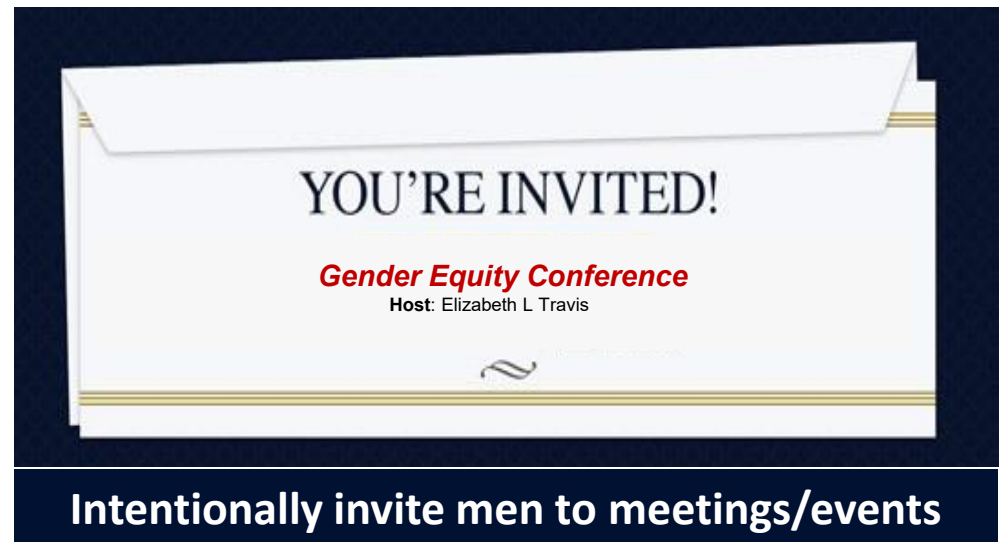 YOU'RE INVITED!
Gender Equity Conference
Host: Elizabeth L Travis
Intentionally invite men to meetings/events